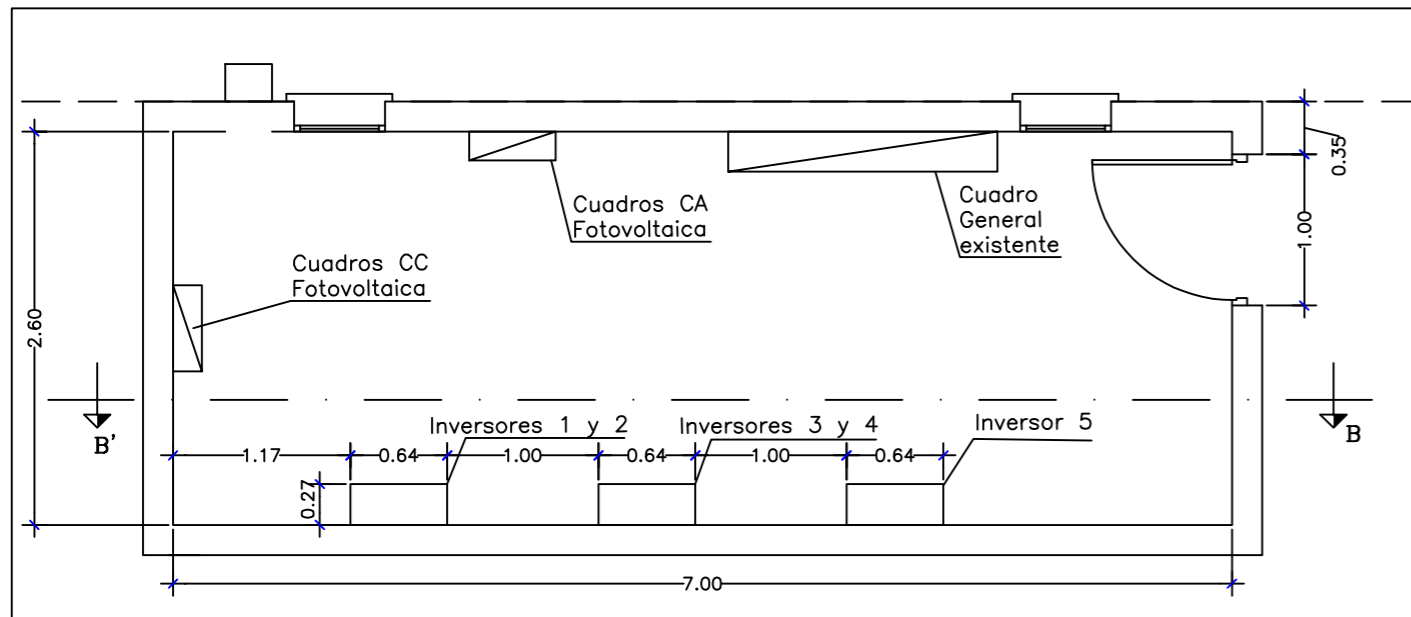 0.35
Cuadros CA
Fotovoltaica
Cuadro
General
existente
1.00
Cuadros CC
Fotovoltaica
2.60
B'
B
Inversores 1 y 2
Inversores 3 y 4
Inversor 5
1.17
0.64
1.00
0.64
1.00
0.64
0.27
7.00